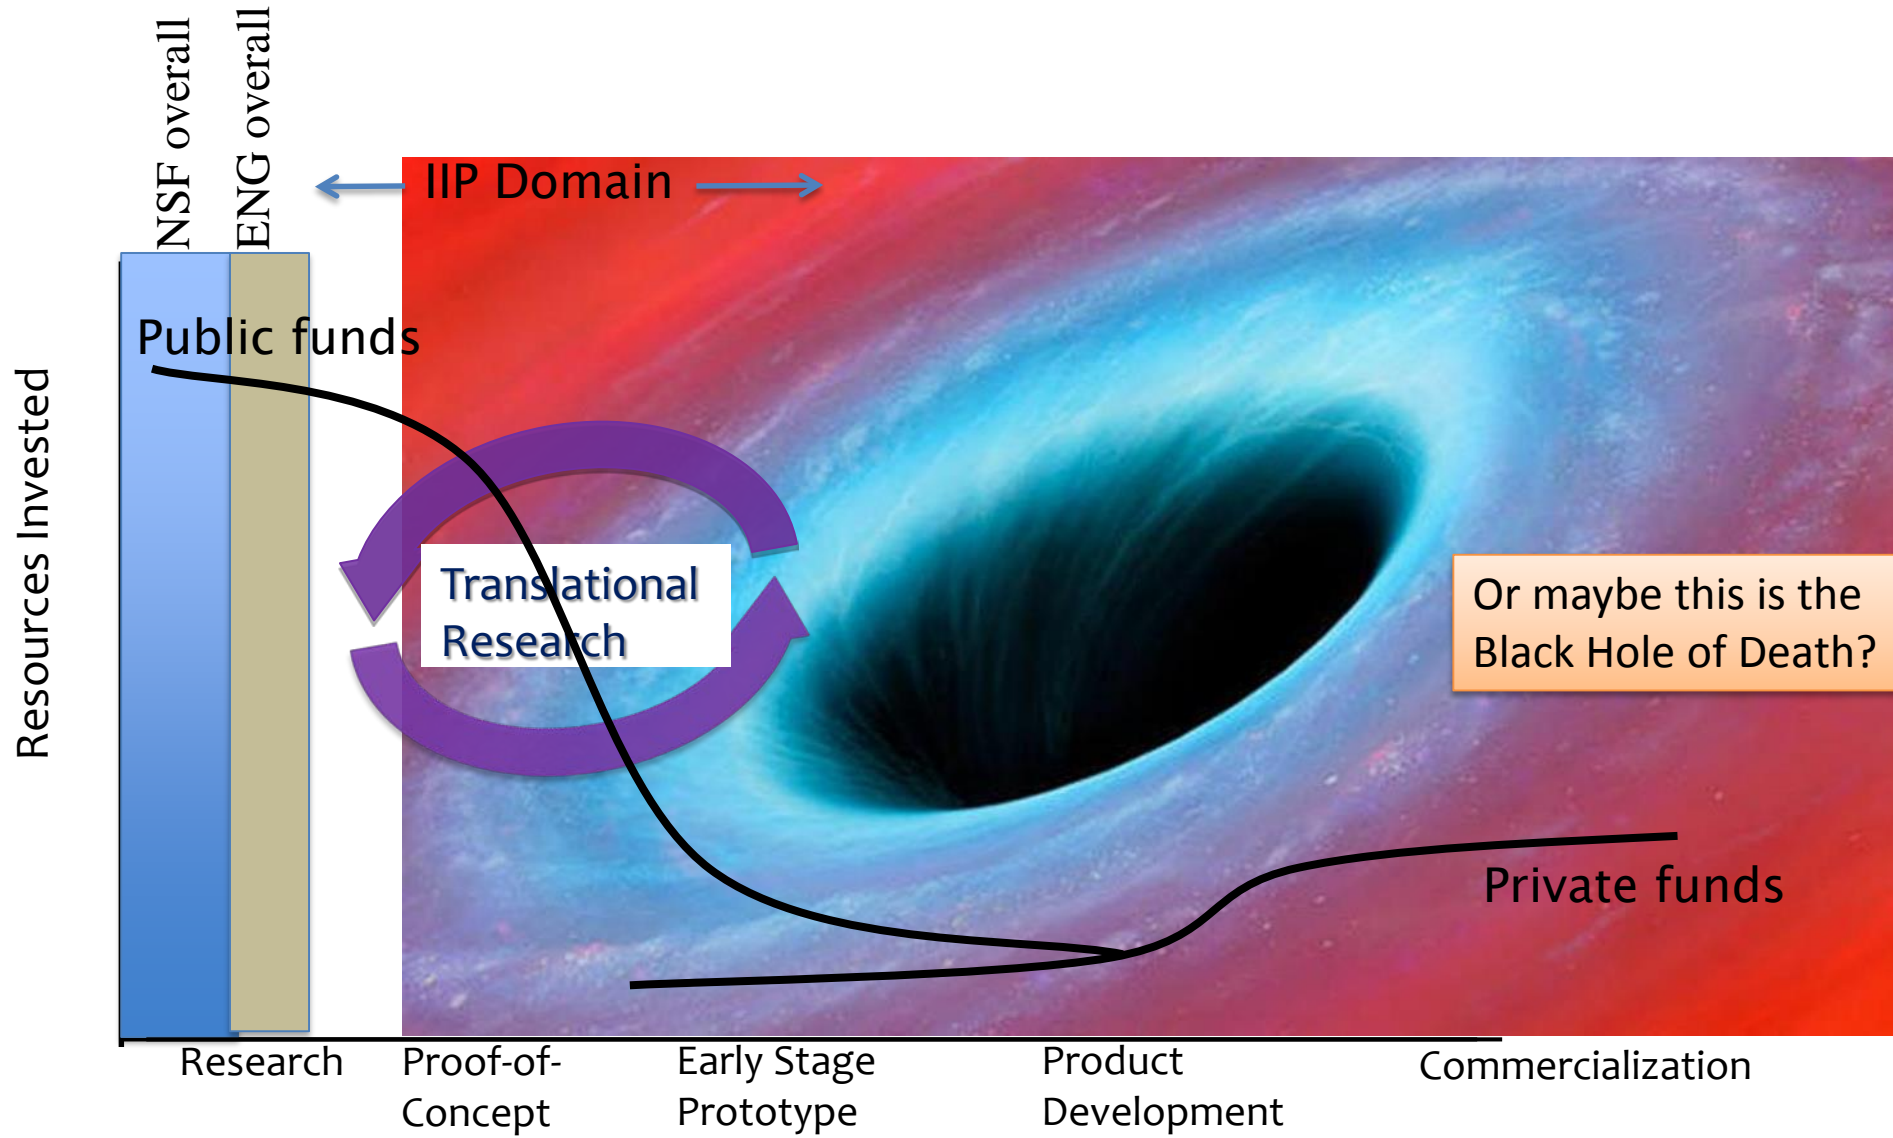 NSF overall
ENG overall
IIP Domain
Public funds
Resources Invested
Translational
Research
Or maybe this is the
Black Hole of Death?
Private funds
Research
Proof-of-
Concept
Early Stage
Prototype
Product
Development
Commercialization